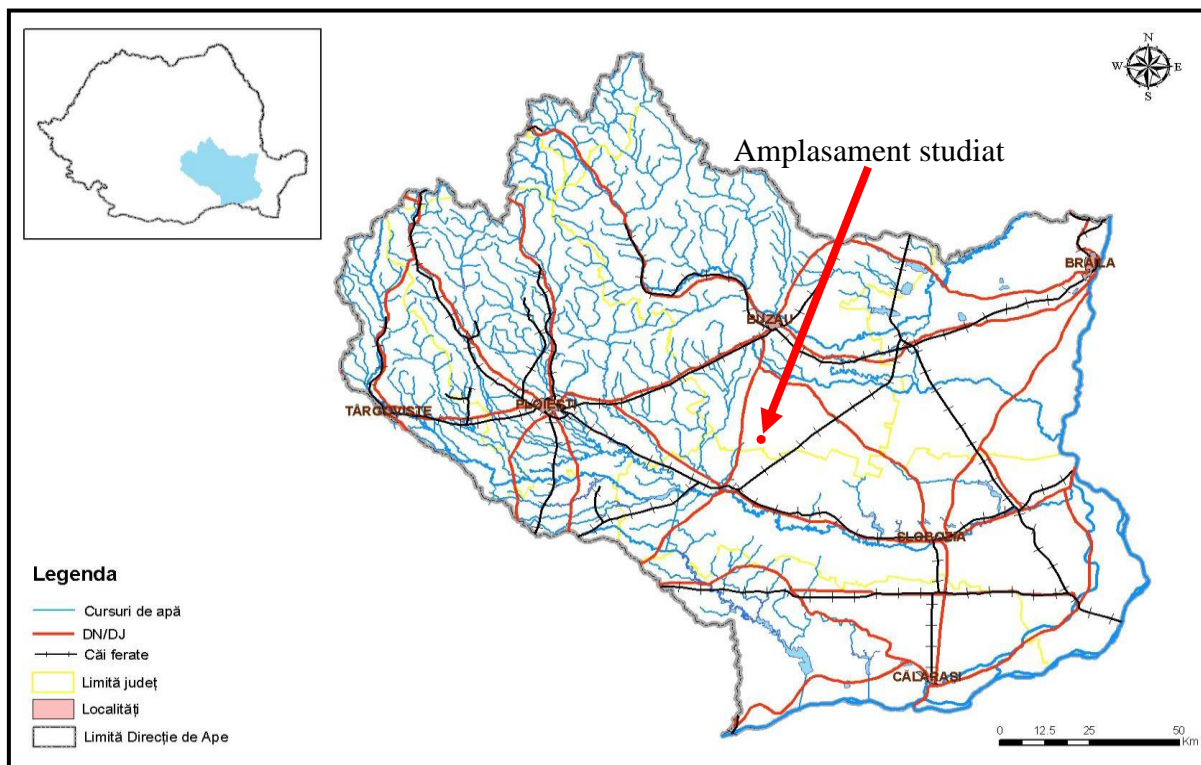 N
W E
S
Amplasament studiat
BRĂILA
BUZĂU
TÂRGOVIȘTE
PLOIEȘTI
SLOBOZIA
CĂLĂRAȘI
Legenda
Cursuri de apă
DN/DJ
Căi ferate
Limită județ
Localități
Limită Direcție de Ape
0 12.5 25 50
Km